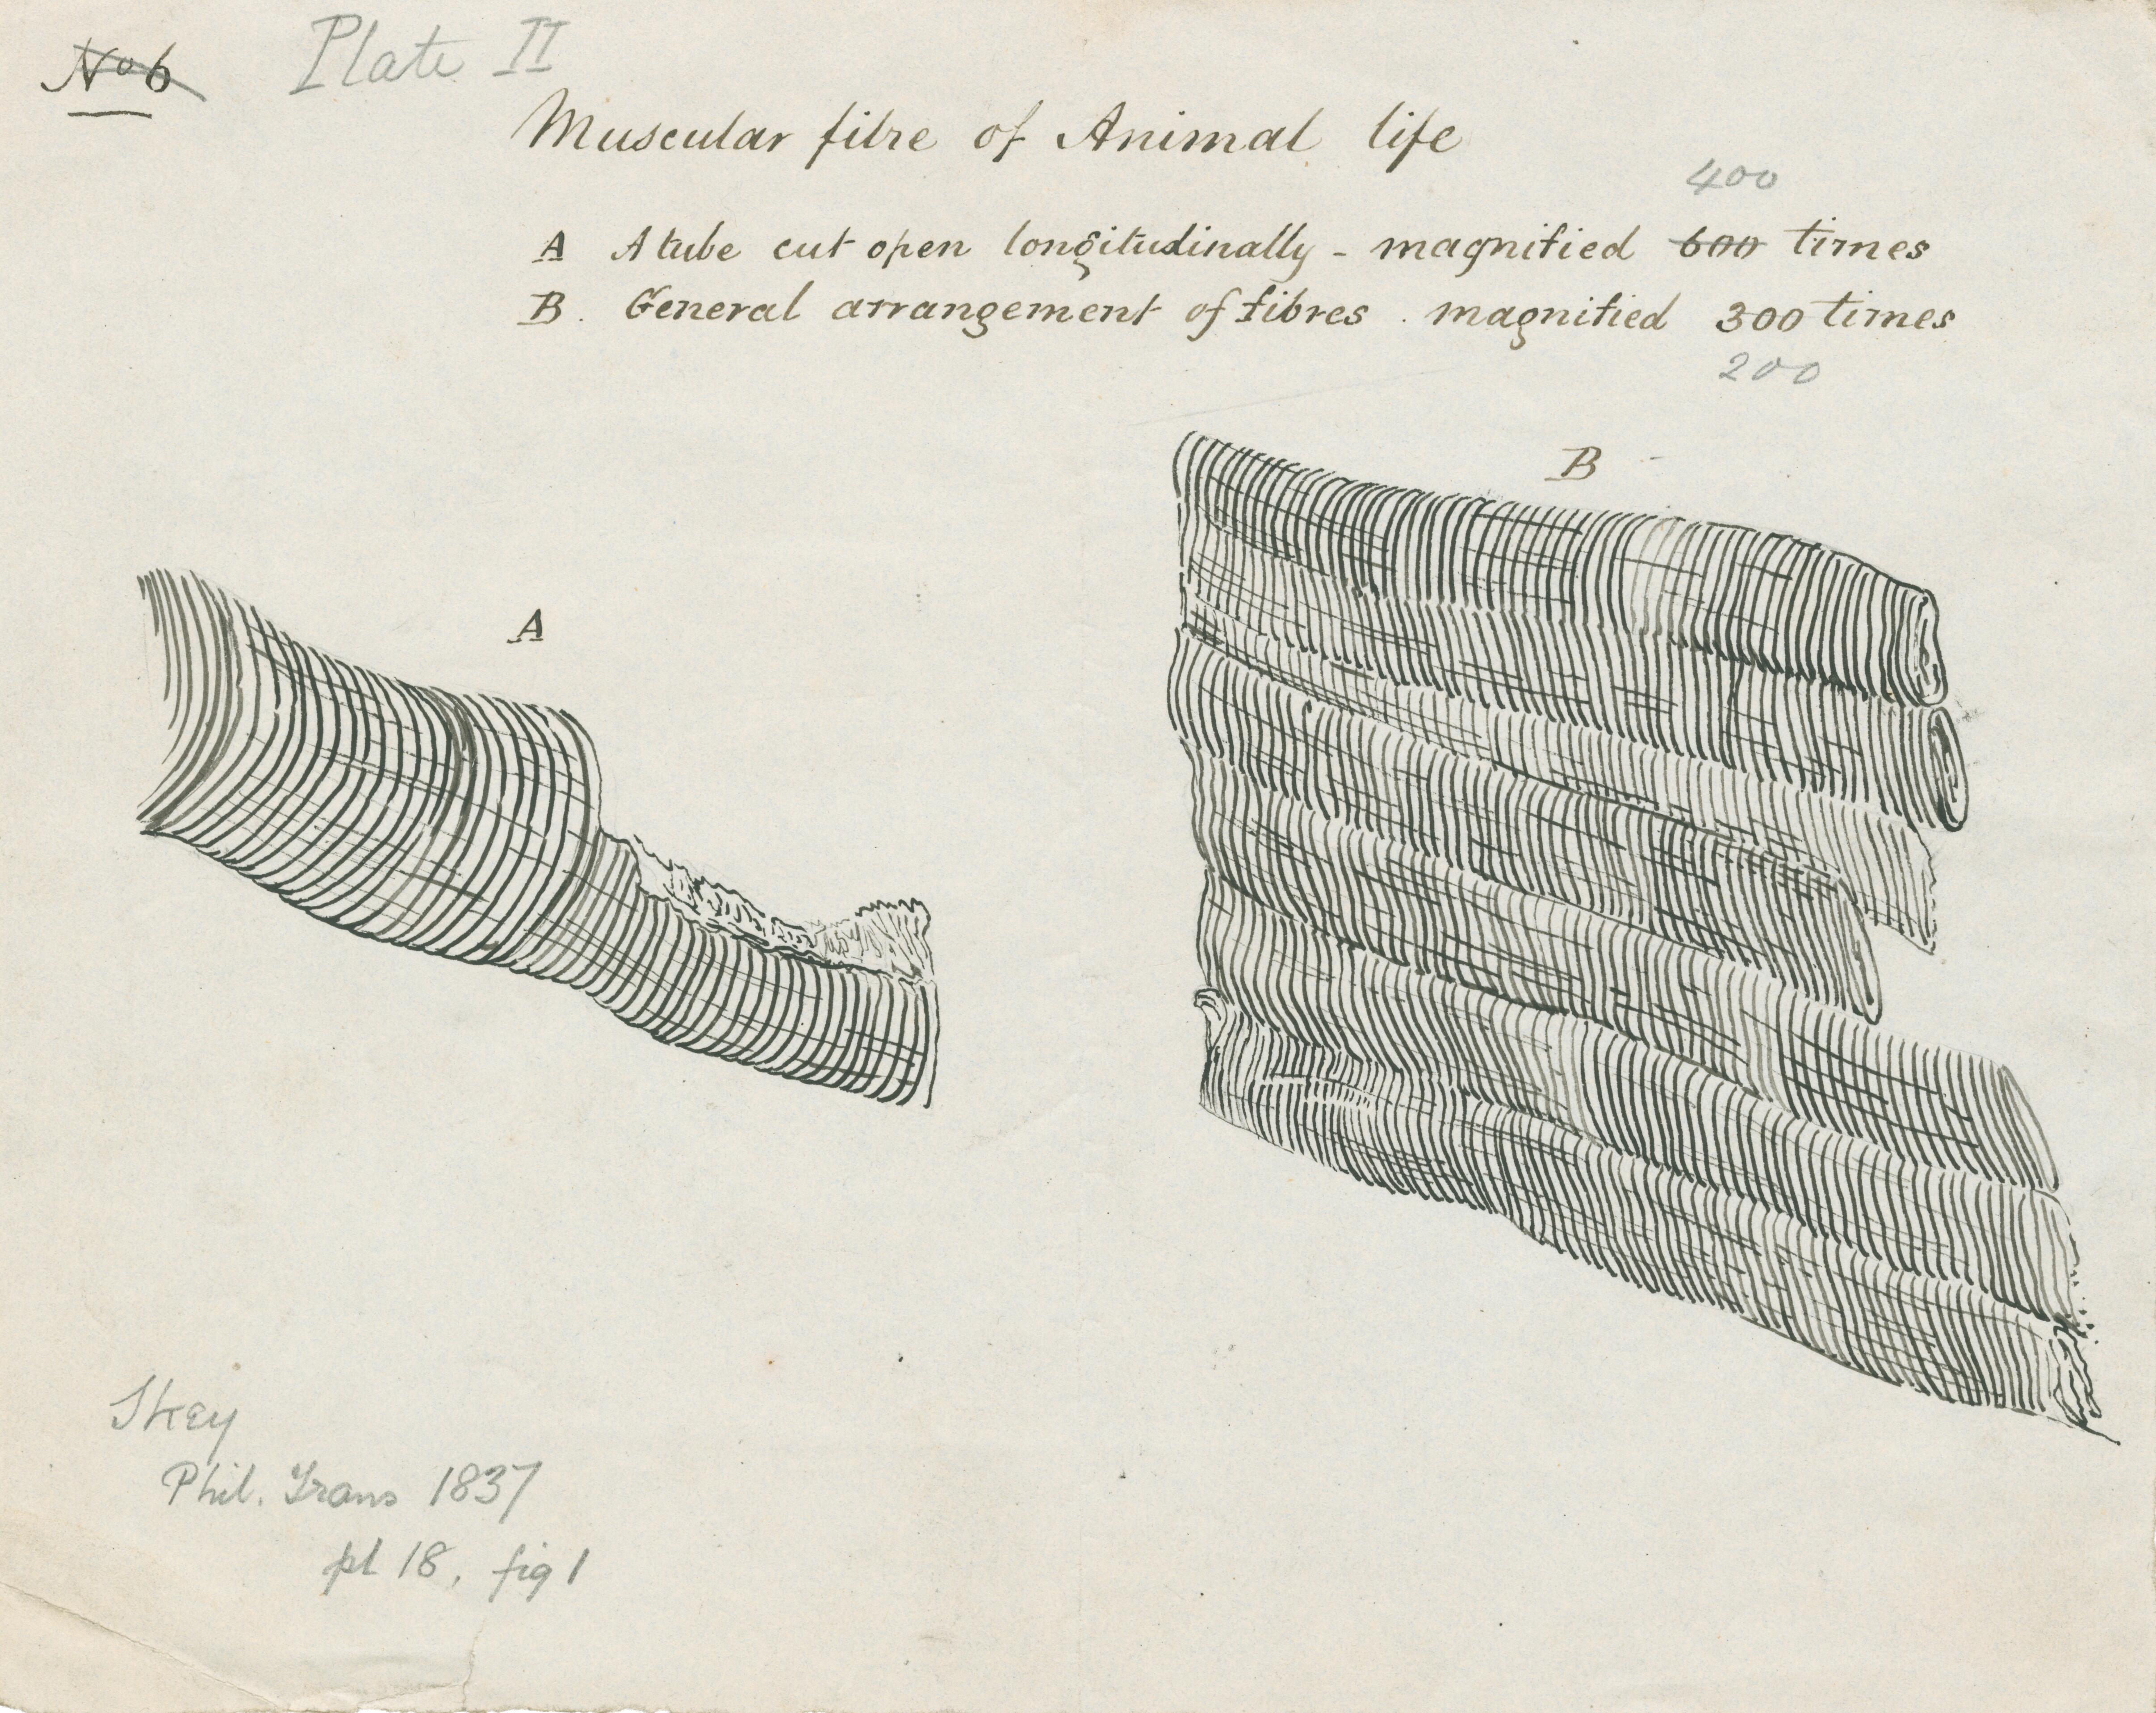 No 6 Plate II
Muscular fibre of Animal life
400
A A tube cut open longitudinally - magnified 600 times
B. General arrangement of fibres. magnified 300 times
200
B
A
Skey
Phil. Trans 1837
pl 18, fig 1